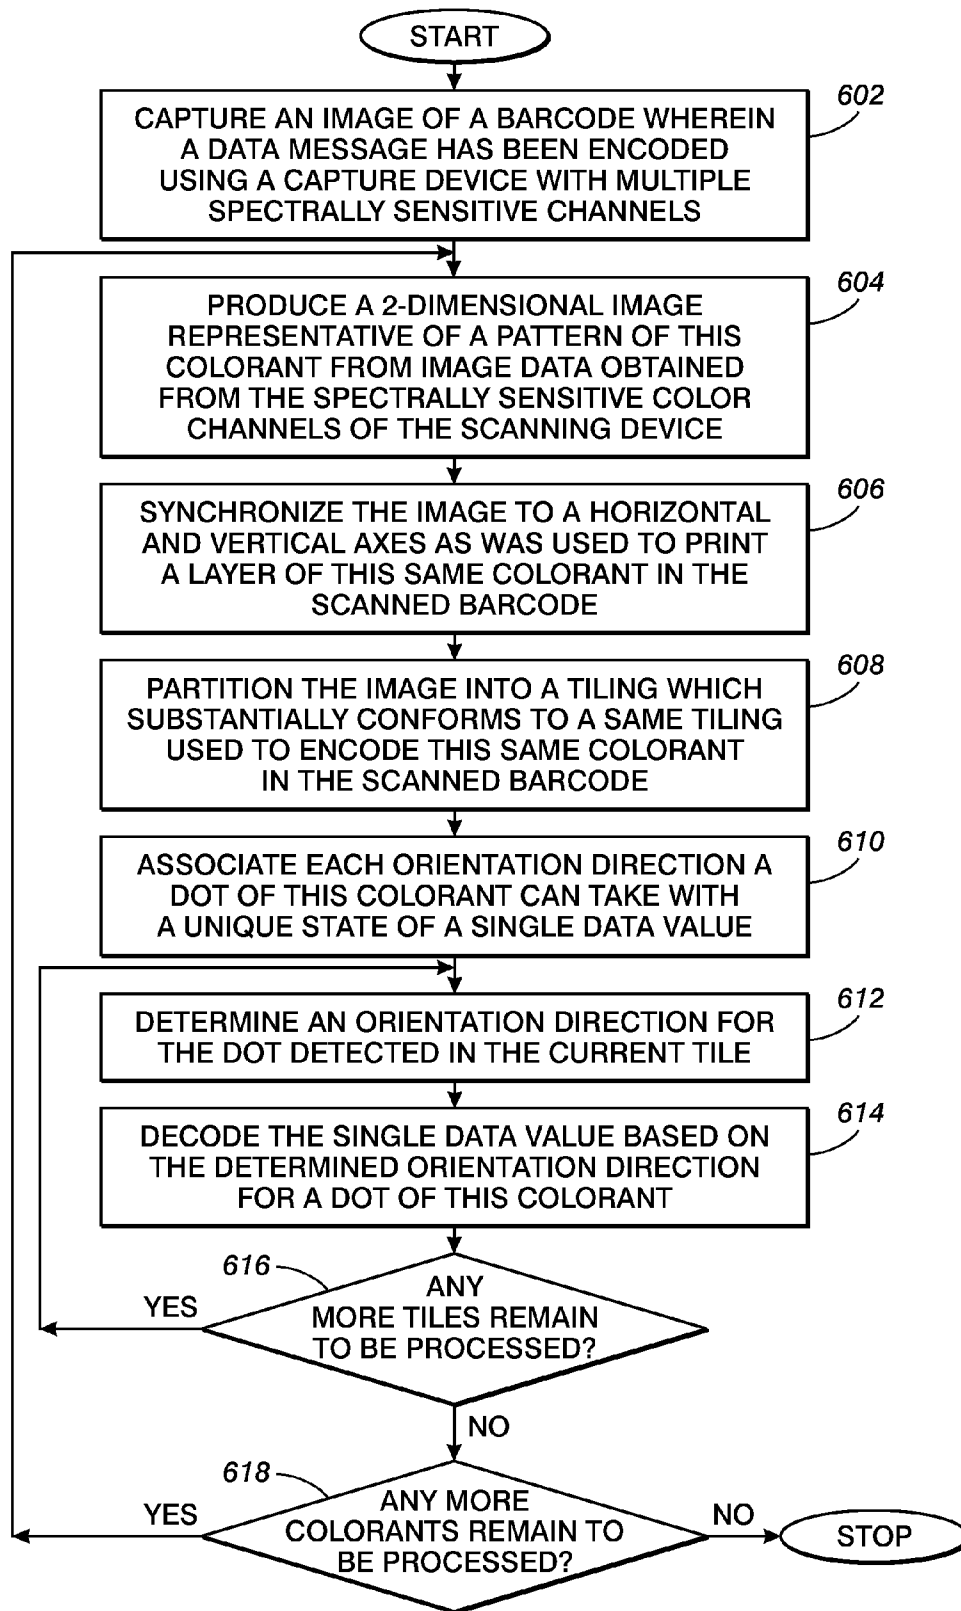 START
602
CAPTURE AN IMAGE OF A BARCODE WHEREIN
A DATA MESSAGE HAS BEEN ENCODED
USING A CAPTURE DEVICE WITH MULTIPLE
SPECTRALLY SENSITIVE CHANNELS
604
PRODUCE A 2-DIMENSIONAL IMAGE
REPRESENTATIVE OF A PATTERN OF THIS
COLORANT FROM IMAGE DATA OBTAINED
FROM THE SPECTRALLY SENSITIVE COLOR
CHANNELS OF THE SCANNING DEVICE
606
SYNCHRONIZE THE IMAGE TO A HORIZONTAL
AND VERTICAL AXES AS WAS USED TO PRINT
A LAYER OF THIS SAME COLORANT IN THE
SCANNED BARCODE
608
PARTITION THE IMAGE INTO A TILING WHICH
SUBSTANTIALLY CONFORMS TO A SAME TILING
USED TO ENCODE THIS SAME COLORANT
IN THE SCANNED BARCODE
610
ASSOCIATE EACH ORIENTATION DIRECTION A
DOT OF THIS COLORANT CAN TAKE WITH
A UNIQUE STATE OF A SINGLE DATA VALUE
612
DETERMINE AN ORIENTATION DIRECTION FOR
THE DOT DETECTED IN THE CURRENT TILE
614
DECODE THE SINGLE DATA VALUE BASED ON
THE DETERMINED ORIENTATION DIRECTION
FOR A DOT OF THIS COLORANT
616
YES
ANY
MORE TILES REMAIN
TO BE PROCESSED?
NO
618
YES
ANY MORE
COLORANTS REMAIN TO
BE PROCESSED?
NO
STOP